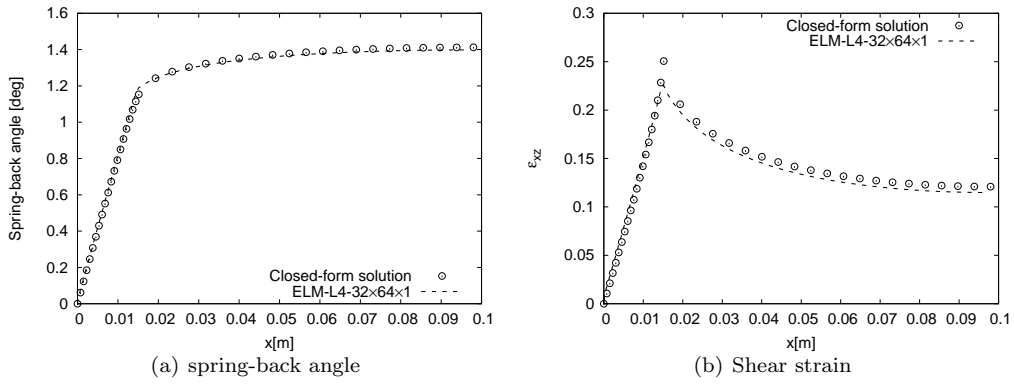 Spring-back angle [deg]
1.6
1.4
1.2
1
0.8
0.6
0.4
0.2
0
0 0.01 0.02 0.03 0.04 0.05 0.06 0.07 0.08 0.09 0.1
x[m]
Closed-form solution
ELM-L4-32×64×1
(a) spring-back angle
ε_xz
0.3
0.25
0.2
0.15
0.1
0.05
0
0 0.01 0.02 0.03 0.04 0.05 0.06 0.07 0.08 0.09 0.1
x[m]
Closed-form solution
ELM-L4-32×64×1
(b) Shear strain